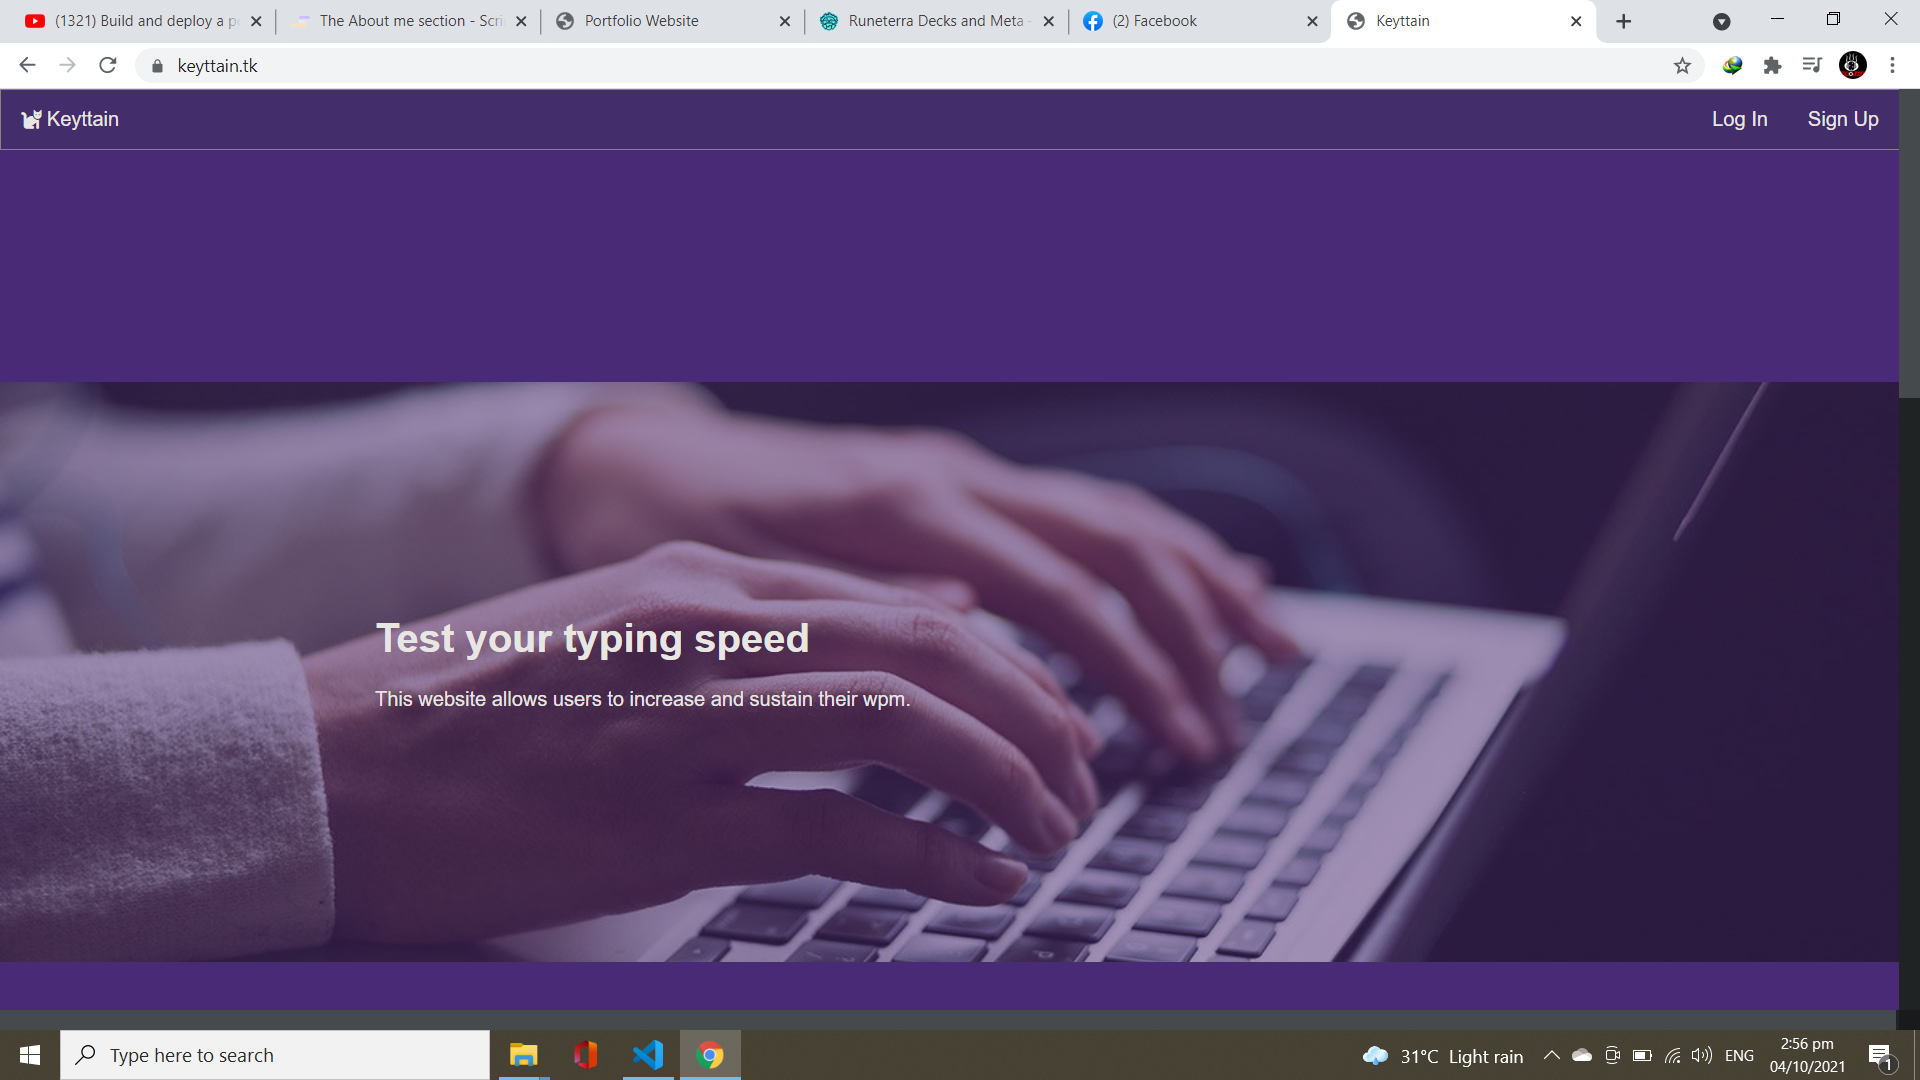 (1321) Build and deploy a p
The About me section - Scri
Portfolio Website
Runeterra Decks and Meta -
(2) Facebook
Keyttain
keyttain.tk
Keyttain
Log In
Sign Up
Test your typing speed
This website allows users to increase and sustain their wpm.
Type here to search
31°C Light rain
ENG
2:56 pm
04/10/2021
1